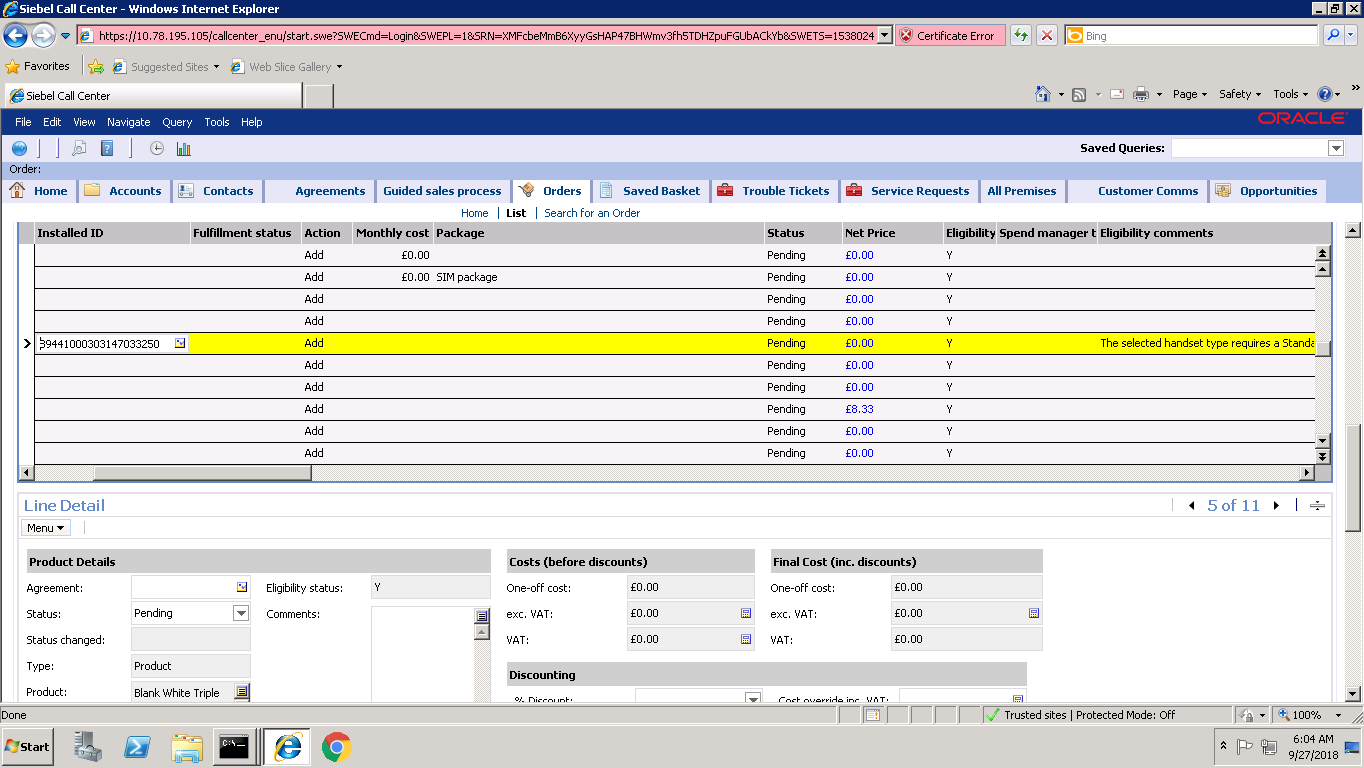 Siebel Call Center - Windows Internet Explorer
https://10.78.195.105/callcenter_enu/start.swe?SWECmd=Login&SWEPL=1&SRN=XMFcbeMmB6XyyGsHAP47BHWmv3fh5TDHZpuFGUbACkYb&SWETS=1538024 Certificate Error Bing
Favorites Suggested Sites Web Slice Gallery
Siebel Call Center Page Safety Tools »
File Edit View Navigate Query Tools Help ORACLE
Saved Queries:
Order:
Home Accounts Contacts Agreements Guided sales process Orders Saved Basket Trouble Tickets Service Requests All Premises Customer Comms Opportunities
Home List Search for an Order
Installed ID Fulfillment status Action Monthly cost Package Status Net Price Eligibility Spend manager t Eligibility comments
Add £0.00 Pending £0.00 Y
Add £0.00 SIM package Pending £0.00 Y
Add Pending £0.00 Y
Add Pending £0.00 Y
39441000303147033250 Add Pending £0.00 Y The selected handset type requires a Standa
Add Pending £0.00 Y
Add Pending £0.00 Y
Add Pending £8.33 Y
Add Pending £0.00 Y
Add Pending £0.00 Y
Line Detail 5 of 11
Menu
Product Details Costs (before discounts) Final Cost (inc. discounts)
Agreement: Eligibility status: Y One-off cost: £0.00 One-off cost: £0.00
Status: Pending Comments: exc. VAT: £0.00 exc. VAT: £0.00
Status changed: VAT: £0.00 VAT: £0.00
Type: Product
Discounting
Product: Blank White Triple % Discount: Cost override inc. VAT:
Done Trusted sites | Protected Mode: Off 100%
Start 6:04 AM
9/27/2018